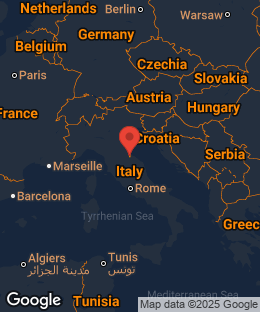 Netherlands
Berlin
Warsaw
Germany
Belgium
Czechia
Paris
Slovakia
Austria
Hungary
France
Croatia
Serbia
Marseille
Italy
Rome
Barcelona
Tyrrhenian Sea
Greec
Algiers
مدينة الجزائر
Tunis
تونس
Mediterranean Sea
Google
Tunisia
Map data ©2025 Google